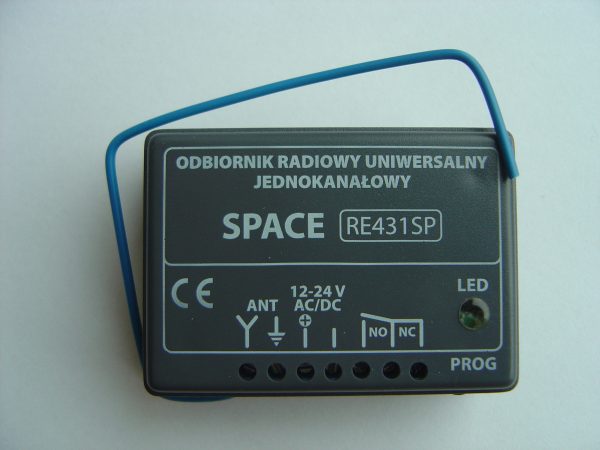 ODBIORNIK RADIOWY UNIWERSALNY
JEDNOKANAŁOWY
SPACE RE431SP
CE
ANT
12-24 V
AC/DC
NO NC
LED
PROG